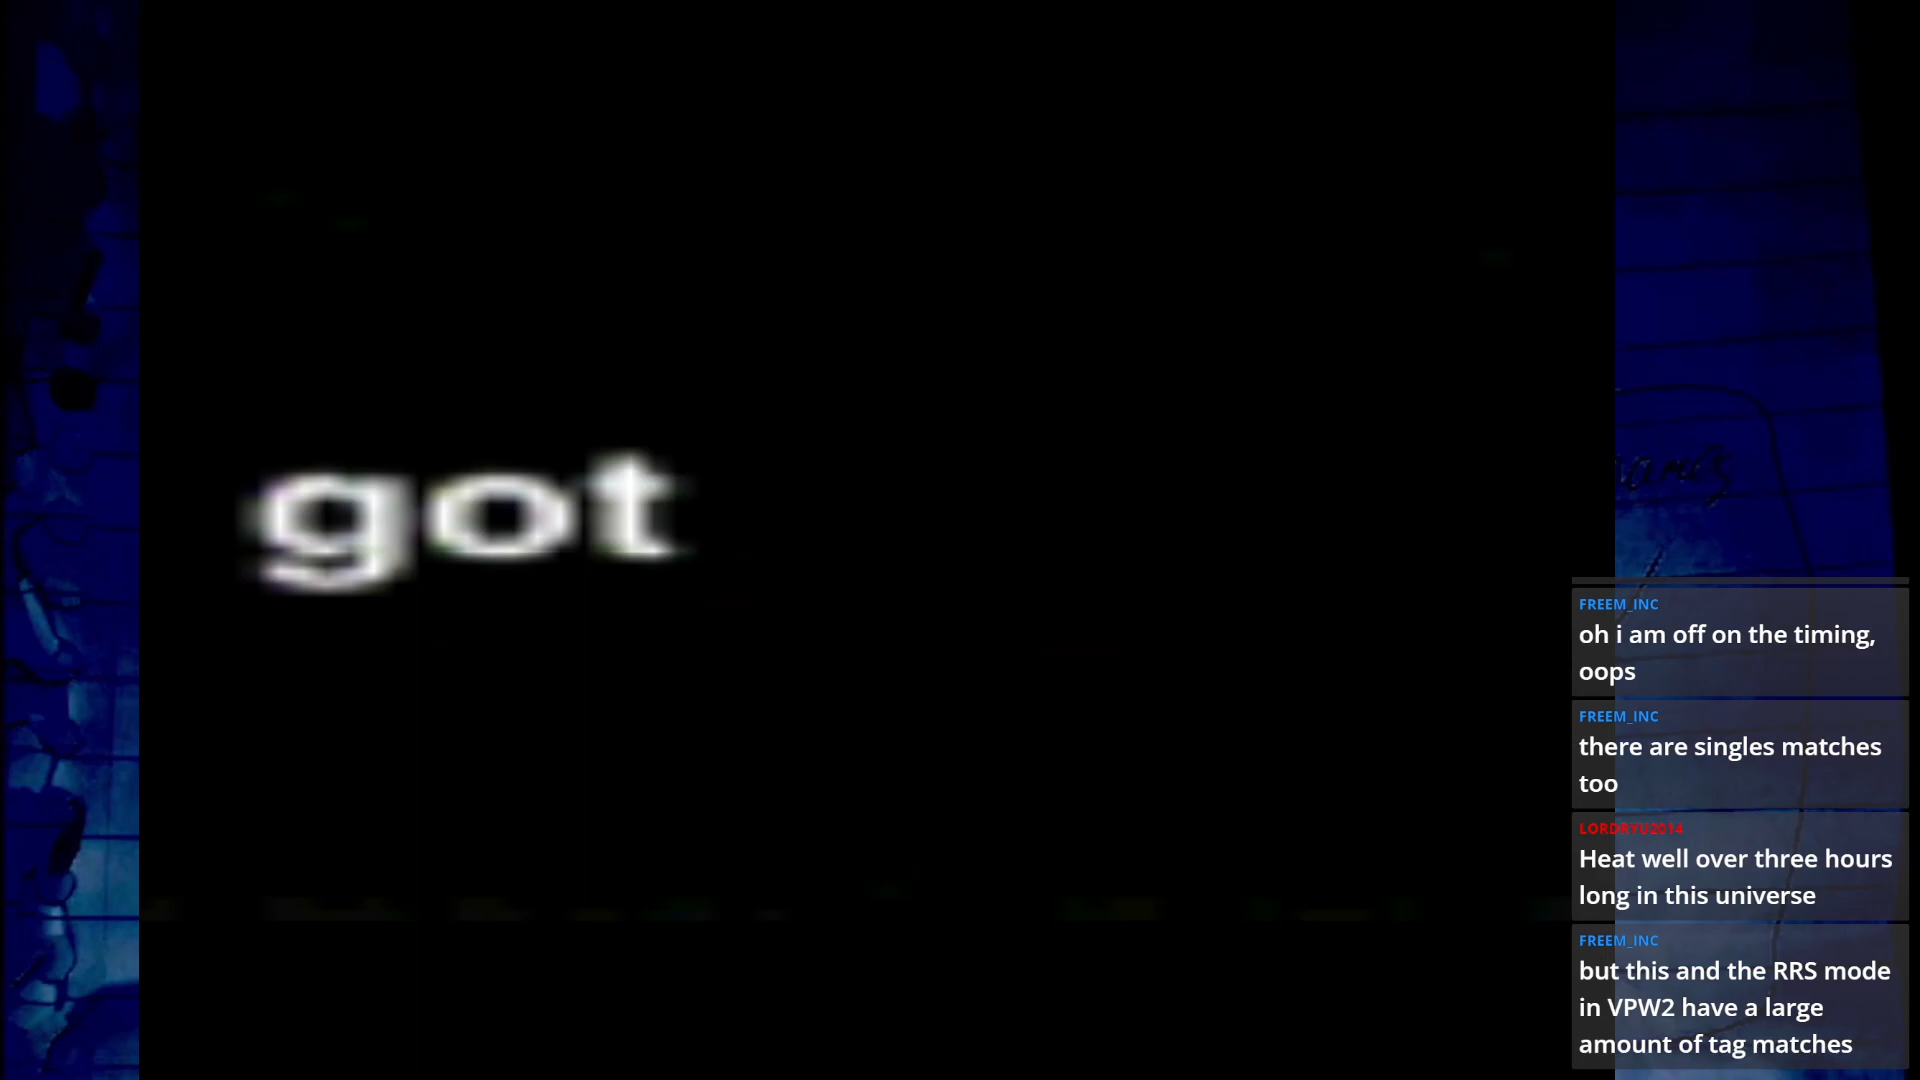 got
FREEM_INC
oh i am off on the timing,
oops
FREEM_INC
there are singles matches
too
LORDRYU2014
Heat well over three hours
long in this universe
FREEM_INC
but this and the RRS mode
in VPW2 have a large
amount of tag matches